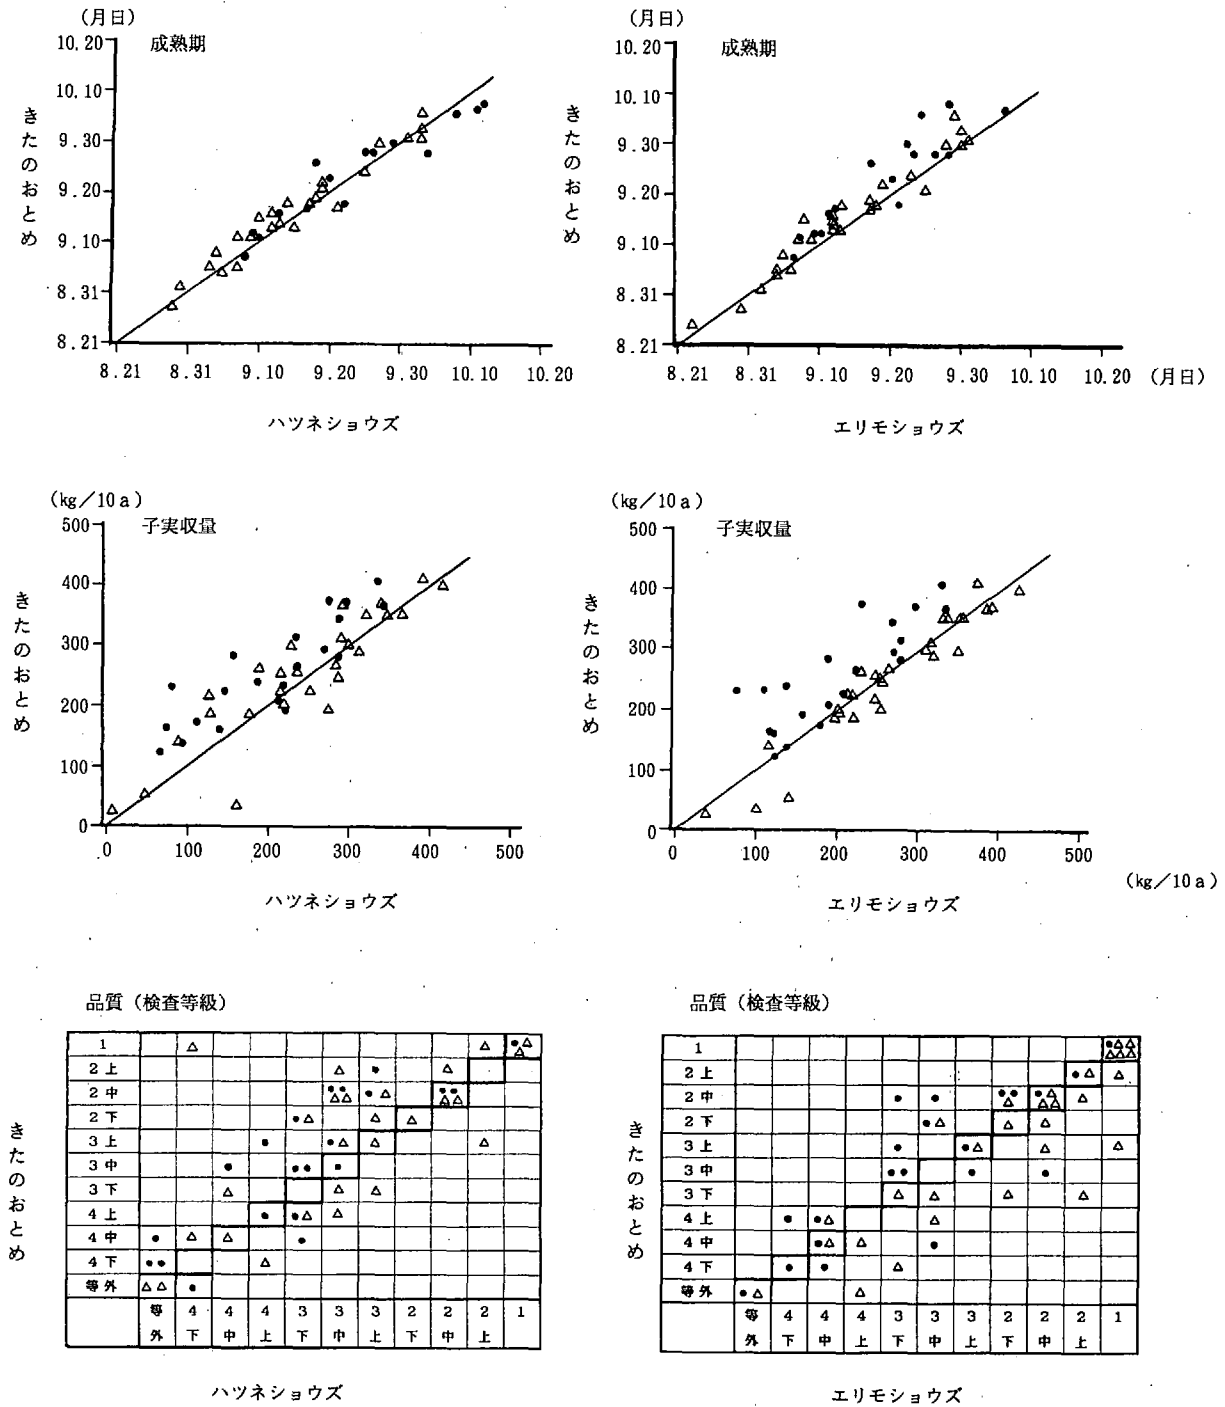 (月日)
成熟期
10.20
10.10
9.30
9.20
9.10
8.31
8.21
きたのおとめ
8.21 8.31 9.10 9.20 9.30 10.10 10.20
ハツネショウズ
(月日)
成熟期
10.20
10.10
9.30
9.20
9.10
8.31
8.21
きたのおとめ
8.21 8.31 9.10 9.20 9.30 10.10 10.20 (月日)
エリモショウズ
(kg/10a)
子実収量
500
400
300
200
100
0
きたのおとめ
0 100 200 300 400 500
ハツネショウズ
(kg/10a)
子実収量
500
400
300
200
100
0
きたのおとめ
0 100 200 300 400 500
(kg/10a)
エリモショウズ
品質(検査等級)
1
2上
2中
2下
3上
3中
3下
4上
4中
4下
等外
きたのおとめ
等外 4下 4中 4上 3下 3中 3上 2下 2中 2上 1
ハツネショウズ
品質(検査等級)
1
2上
2中
2下
3上
3中
3下
4上
4中
4下
等外
きたのおとめ
等外 4下 4中 4上 3下 3中 3上 2下 2中 2上 1
エリモショウズ